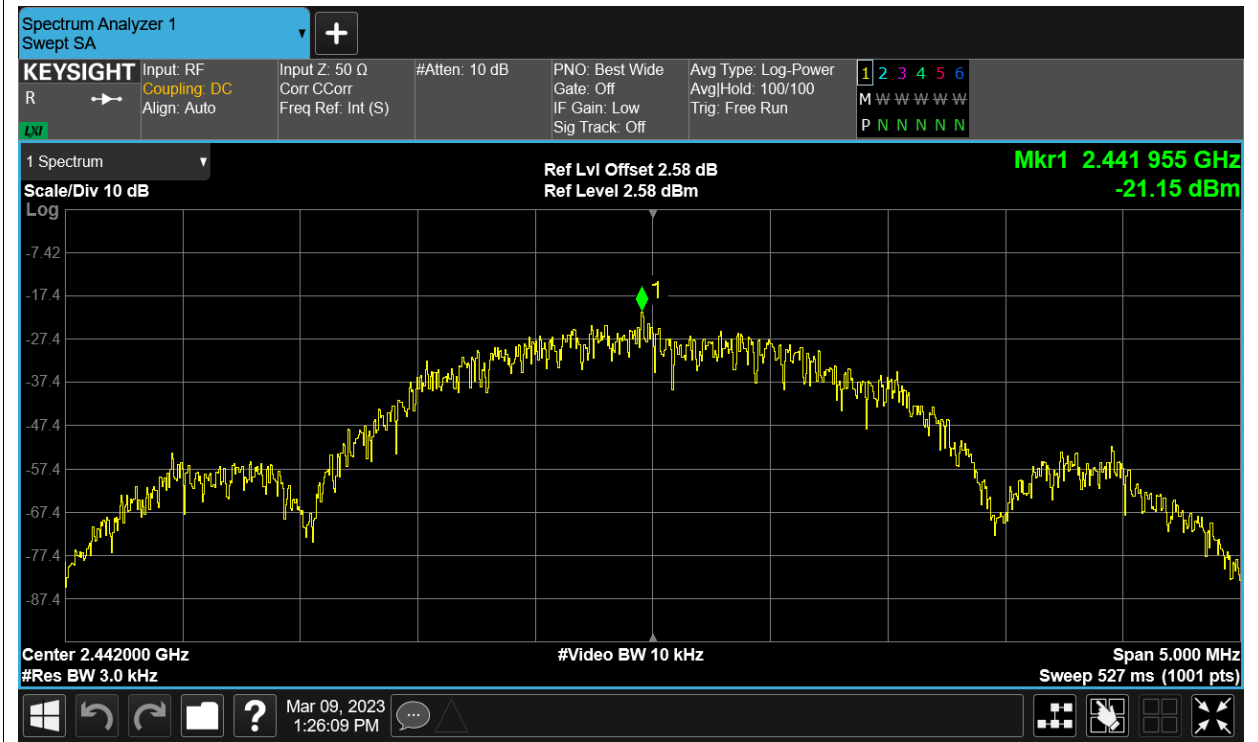 Spectrum Analyzer 1
Swept SA
KEYSIGHT
R
LXI
Input: RF
Coupling: DC
Align: Auto
Input Z: 50 Ω
Corr CCorr
Freq Ref: Int (S)
#Atten: 10 dB
PNO: Best Wide
Gate: Off
IF Gain: Low
Sig Track: Off
Avg Type: Log-Power
Avg|Hold: 100/100
Trig: Free Run
1 2 3 4 5 6
M W W W W W
P N N N N N
1 Spectrum
Scale/Div 10 dB
Ref Lvl Offset 2.58 dB
Ref Level 2.58 dBm
Mkr1 2.441 955 GHz
-21.15 dBm
Log
-7.42
-17.4
-27.4
-37.4
-47.4
-57.4
-67.4
-77.4
-87.4
1
Center 2.442000 GHz
#Res BW 3.0 kHz
#Video BW 10 kHz
Span 5.000 MHz
Sweep 527 ms (1001 pts)
?
Mar 09, 2023
1:26:09 PM